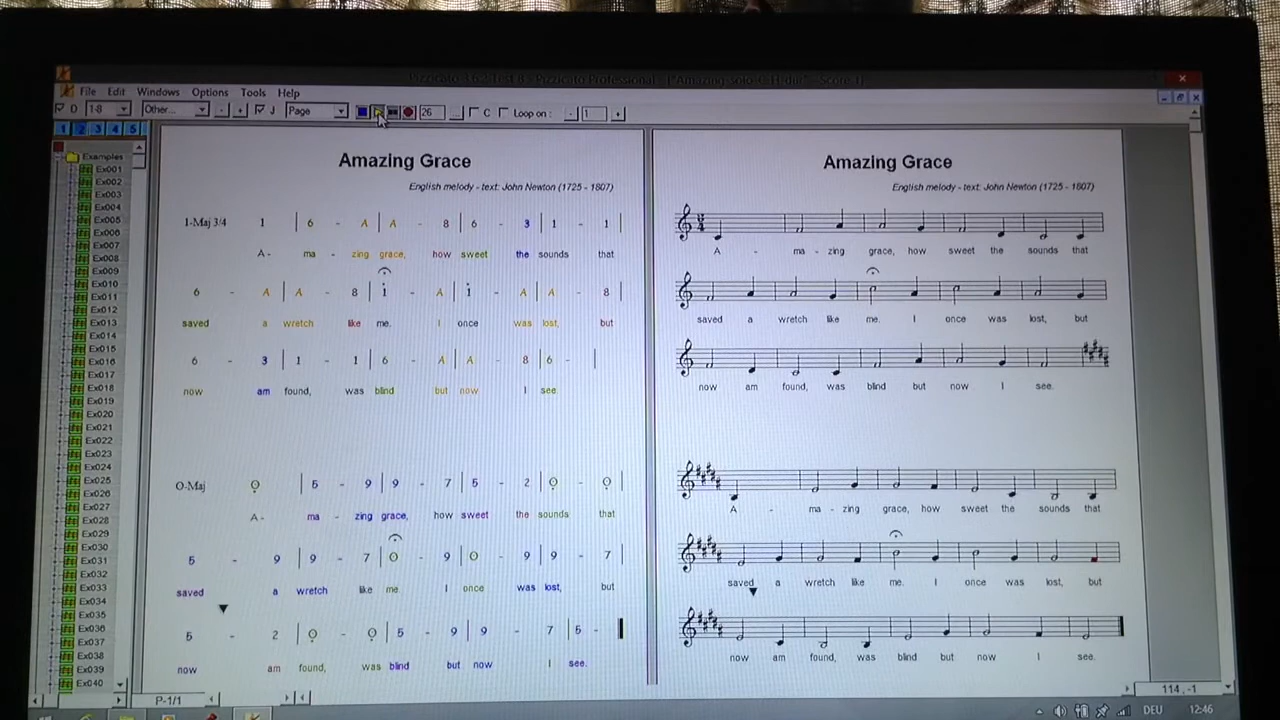 File Edit Windows Options Tools Help
O 1-8 Other... - + J Page 26 ... C Loop on : - 1 +
1 2 3 4 5
Examples
Ex001
Ex002
Ex003
Ex004
Ex005
Ex006
Ex007
Ex008
Ex009
Ex010
Ex011
Ex012
Ex013
Ex014
Ex015
Ex016
Ex017
Ex018
Ex019
Ex020
Ex021
Ex022
Ex023
Ex024
Ex025
Ex026
Ex027
Ex028
Ex029
Ex030
Ex031
Ex032
Ex033
Ex034
Ex035
Ex036
Ex037
Ex038
Ex039
Ex040
Amazing Grace
English melody - text: John Newton (1725 - 1807)
1-Maj 3/4 1 | 6 - A | A - 8 | 6 - 3 | 1 - 1 |
A - ma - zing grace, how sweet the sounds that
6 - A | A - 8 | i - A | i - A | A - 8 |
saved a wretch like me. I once was lost, but
6 - 3 | 1 - 1 | 6 - A | A - 8 | 6 - |
now am found, was blind but now I see.
O-Maj O | 5 - 9 | 9 - 7 | 5 - 2 | O - O |
A - ma - zing grace, how sweet the sounds that
5 - 9 | 9 - 7 | O - 9 | O - 9 | 9 - 7 |
saved a wretch like me. I once was lost, but
5 - 2 | O - O | 5 - 9 | 9 - 7 | 5 -
now am found, was blind but now I see.
Amazing Grace
English melody - text: John Newton (1725 - 1807)
A - ma - zing grace, how sweet the sounds that
saved a wretch like me. I once was lost, but
now am found, was blind but now I see.
A - ma - zing grace, how sweet the sounds that
saved a wretch like me. I once was lost, but
now am found, was blind but now I see.
P-1/1
114 , -1
DEU 12:46